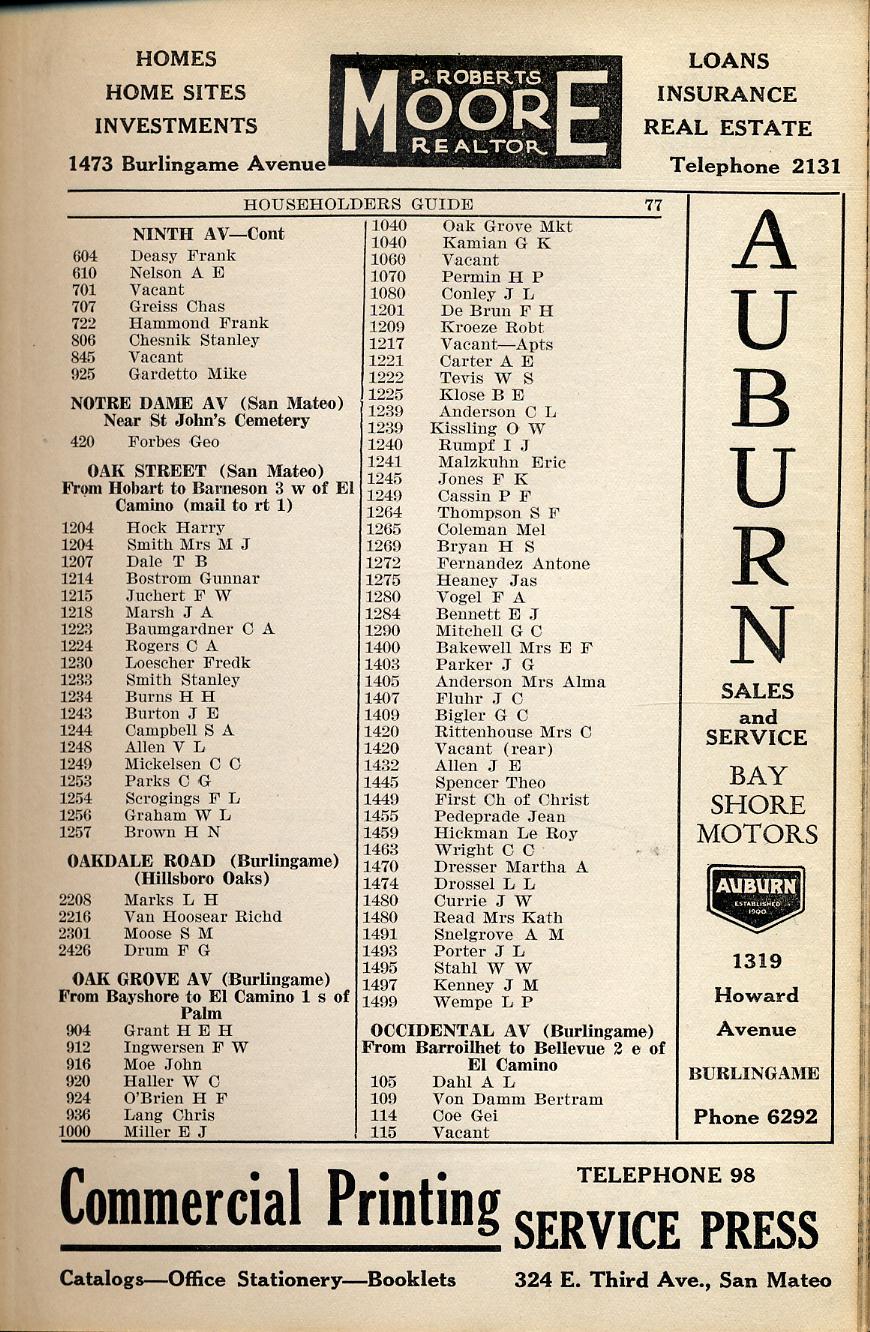 HOMES
HOME SITES
INVESTMENTS
1473 Burlingame Avenue
P. ROBERTS
MOORE
REALTOR
LOANS
INSURANCE
REAL ESTATE
Telephone 2131
HOUSEHOLDERS GUIDE 77
NINTH AV—Cont
604 Deasy Frank
610 Nelson A E
701 Vacant
707 Greiss Chas
722 Hammond Frank
806 Chesnik Stanley
845 Vacant
925 Gardetto Mike
NOTRE DAME AV (San Mateo)
Near St John's Cemetery
420 Forbes Geo
OAK STREET (San Mateo)
From Hobart to Barneson 3 w of El
Camino (mail to rt 1)
1204 Hock Harry
1204 Smith Mrs M J
1207 Dale T B
1214 Bostrom Gunnar
1215 Juchert F W
1218 Marsh J A
1223 Baumgardner C A
1224 Rogers C A
1230 Loescher Fredk
1233 Smith Stanley
1234 Burns H H
1243 Burton J E
1244 Campbell S A
1248 Allen V L
1249 Mickelsen C C
1253 Parks C G
1254 Scrogings F L
1256 Graham W L
1257 Brown H N
OAKDALE ROAD (Burlingame)
(Hillsboro Oaks)
2208 Marks L H
2216 Van Hoosear Richd
2301 Moose S M
2426 Drum F G
OAK GROVE AV (Burlingame)
From Bayshore to El Camino 1 s of
Palm
904 Grant H E H
912 Ingwersen F W
916 Moe John
920 Haller W C
924 O'Brien H F
936 Lang Chris
1000 Miller E J
1040 Oak Grove Mkt
1040 Kamian G K
1060 Vacant
1070 Permin H P
1080 Conley J L
1201 De Brun F H
1209 Kroeze Robt
1217 Vacant—Apts
1221 Carter A E
1222 Tevis W S
1225 Klose B E
1239 Anderson C L
1239 Kissling O W
1240 Rumpf I J
1241 Malzkuhn Eric
1245 Jones F K
1249 Cassin P F
1264 Thompson S F
1265 Coleman Mel
1269 Bryan H S
1272 Fernandez Antone
1275 Heaney Jas
1280 Vogel F A
1284 Bennett E J
1290 Mitchell G C
1400 Bakewell Mrs E F
1403 Parker J G
1405 Anderson Mrs Alma
1407 Fluhr J C
1409 Bigler G C
1420 Rittenhouse Mrs C
1420 Vacant (rear)
1432 Allen J E
1445 Spencer Theo
1449 First Ch of Christ
1455 Pedeprade Jean
1459 Hickman Le Roy
1463 Wright C C
1470 Dresser Martha A
1474 Drossel L L
1480 Currie J W
1480 Read Mrs Kath
1491 Snelgrove A M
1493 Porter J L
1495 Stahl W W
1497 Kenney J M
1499 Wempe L P
OCCIDENTAL AV (Burlingame)
From Barroilhet to Bellevue 2 e of
El Camino
105 Dahl A L
109 Von Damm Bertram
114 Coe Gei
115 Vacant
AUBURN
SALES
and
SERVICE
BAY
SHORE
MOTORS
AUBURN
ESTABLISHED
1900
1319
Howard
Avenue
BURLINGAME
Phone 6292
Commercial Printing
Catalogs—Office Stationery—Booklets
TELEPHONE 98
SERVICE PRESS
324 E. Third Ave., San Mateo